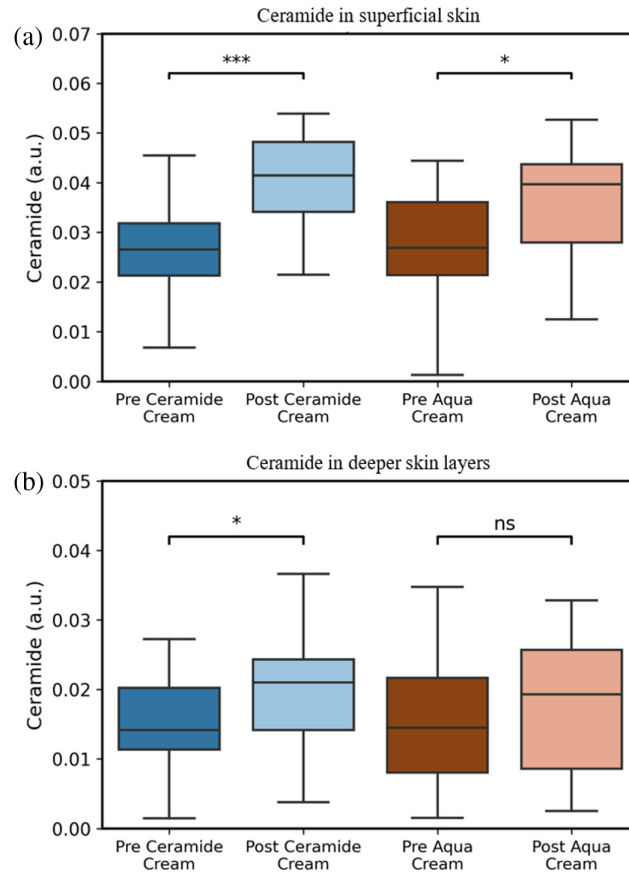 (a)
Ceramide in superficial skin
0.07
0.06
0.05
0.04
0.03
0.02
0.01
0.00
Ceramide (a.u.)
***
*
Pre Ceramide
Cream
Post Ceramide
Cream
Pre Aqua
Cream
Post Aqua
Cream
(b)
Ceramide in deeper skin layers
0.05
0.04
0.03
0.02
0.01
0.00
Ceramide (a.u.)
*
ns
Pre Ceramide
Cream
Post Ceramide
Cream
Pre Aqua
Cream
Post Aqua
Cream